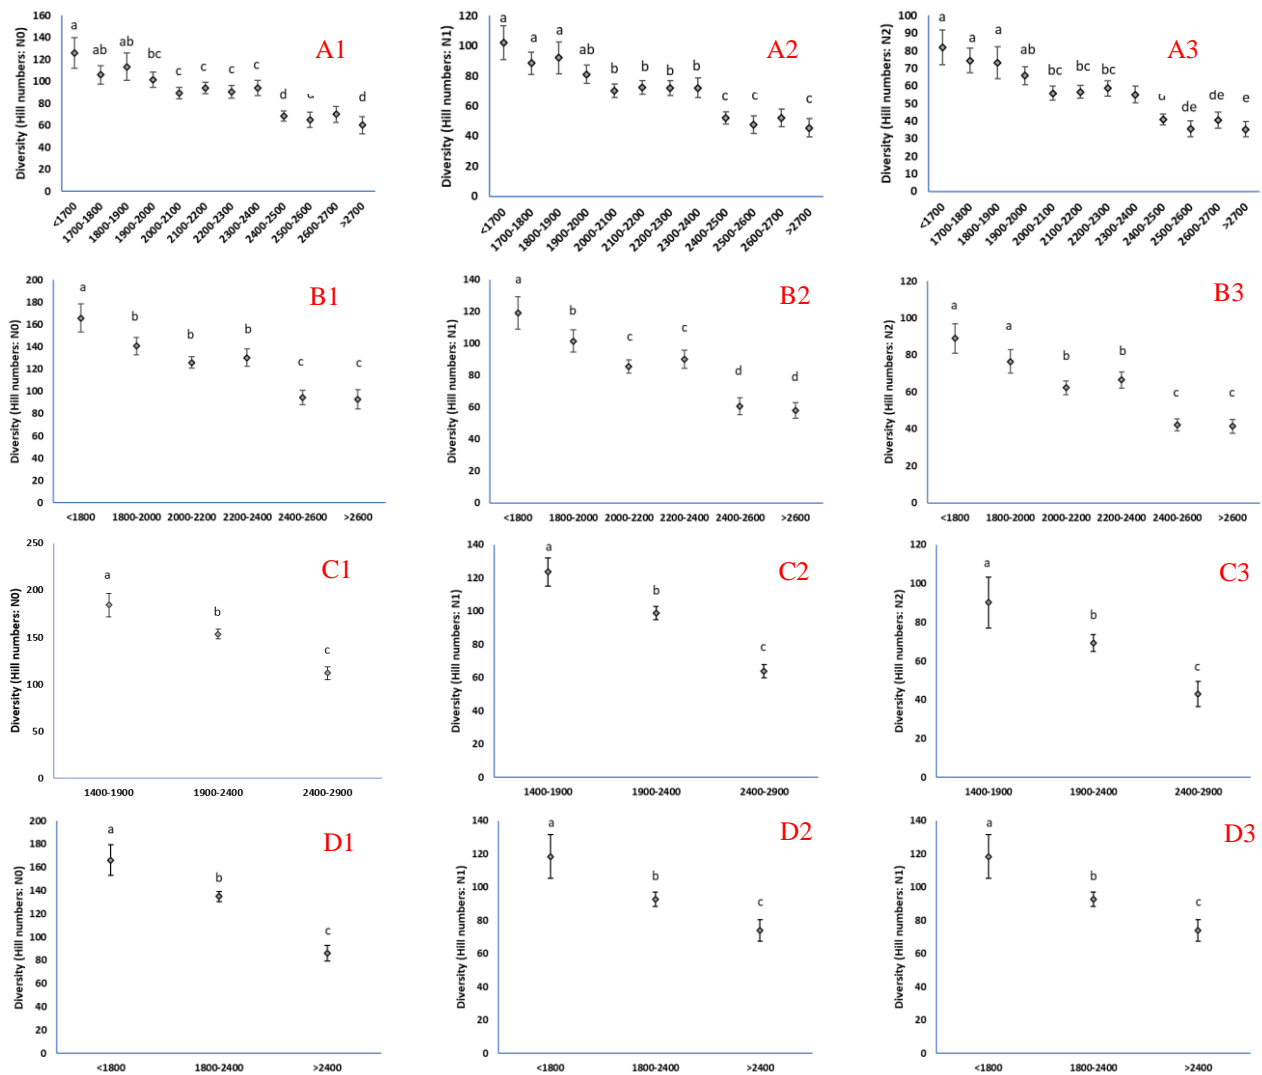 Diversity (Hill numbers: N0)
160
140
120
100
80
60
40
20
0
a
ab
ab
bc
c
c
c
c
d
d
A1
<1700
1700-1800
1800-1900
1900-2000
2000-2100
2100-2200
2200-2300
2300-2400
2400-2500
2500-2600
2600-2700
>2700
Diversity (Hill numbers: N1)
120
100
80
60
40
20
0
a
a
a
ab
b
b
b
b
c
c
c
A2
<1700
1700-1800
1800-1900
1900-2000
2000-2100
2100-2200
2200-2300
2300-2400
2400-2500
2500-2600
2600-2700
>2700
Diversity (Hill numbers: N2)
100
90
80
70
60
50
40
30
20
10
0
a
a
a
ab
bc
bc
bc
de
de
e
A3
<1700
1700-1800
1800-1900
1900-2000
2000-2100
2100-2200
2200-2300
2300-2400
2400-2500
2500-2600
2600-2700
>2700
Diversity (Hill numbers: N0)
200
180
160
140
120
100
80
60
40
20
0
a
b
b
b
c
c
B1
<1800 1800-2000 2000-2200 2200-2400 2400-2600 >2600
Diversity (Hill numbers: N1)
140
120
100
80
60
40
20
0
a
b
c
c
d
d
B2
<1800 1800-2000 2000-2200 2200-2400 2400-2600 >2600
Diversity (Hill numbers: N2)
120
100
80
60
40
20
0
a
a
b
b
c
c
B3
<1800 1800-2000 2000-2200 2200-2400 2400-2600 >2600
Diversity (Hill numbers: N0)
250
200
150
100
50
0
a
b
c
C1
1400-1900 1900-2400 2400-2900
Diversity (Hill numbers: N1)
140
120
100
80
60
40
20
0
a
b
c
C2
1400-1900 1900-2400 2400-2900
Diversity (Hill numbers: N2)
120
100
80
60
40
20
0
a
b
c
C3
1400-1900 1900-2400 2400-2900
Diversity (Hill numbers: N0)
200
180
160
140
120
100
80
60
40
20
0
a
b
c
D1
<1800 1800-2400 >2400
Diversity (Hill numbers: N1)
140
120
100
80
60
40
20
0
a
b
c
D2
<1800 1800-2400 >2400
Diversity (Hill numbers: N1)
140
120
100
80
60
40
20
0
a
b
c
D3
<1800 1800-2400 >2400